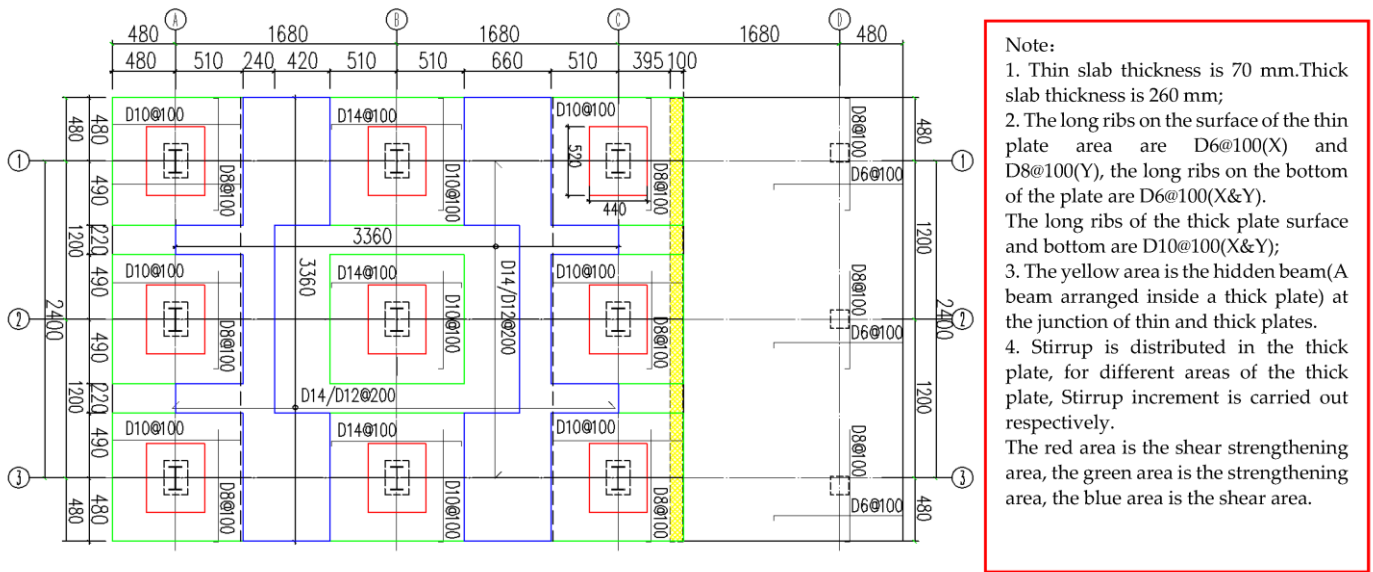 A B C D
480 1680 1680 1680 480
480 510 240 420 510 510 660 510 395 100
480 480 D10@100 D14@100 D10@100 D8@100 480
1 520 1
490 D8@100 D10@100 440 D8@100 D6@100
1200 220 3360 1200
D10@100 3360 D14@100 D14/D12@200 D10@100 D8@100
490
2400 2 D8@100 D10@100 D8@100 2400 2
490 D6@100
1200 220 D14/D12@200 1200
D10@100 D14@100 D10@100 D8@100
490
3 3
480 480 D8@100 D10@100 D8@100 D6@100 480
Note:
1. Thin slab thickness is 70 mm.Thick
slab thickness is 260 mm;
2. The long ribs on the surface of the thin
plate area are D6@100(X) and
D8@100(Y), the long ribs on the bottom
of the plate are D6@100(X&Y).
The long ribs of the thick plate surface
and bottom are D10@100(X&Y);
3. The yellow area is the hidden beam(A
beam arranged inside a thick plate) at
the junction of thin and thick plates.
4. Stirrup is distributed in the thick
plate, for different areas of the thick
plate, Stirrup increment is carried out
respectively.
The red area is the shear strengthening
area, the green area is the strengthening
area, the blue area is the shear area.